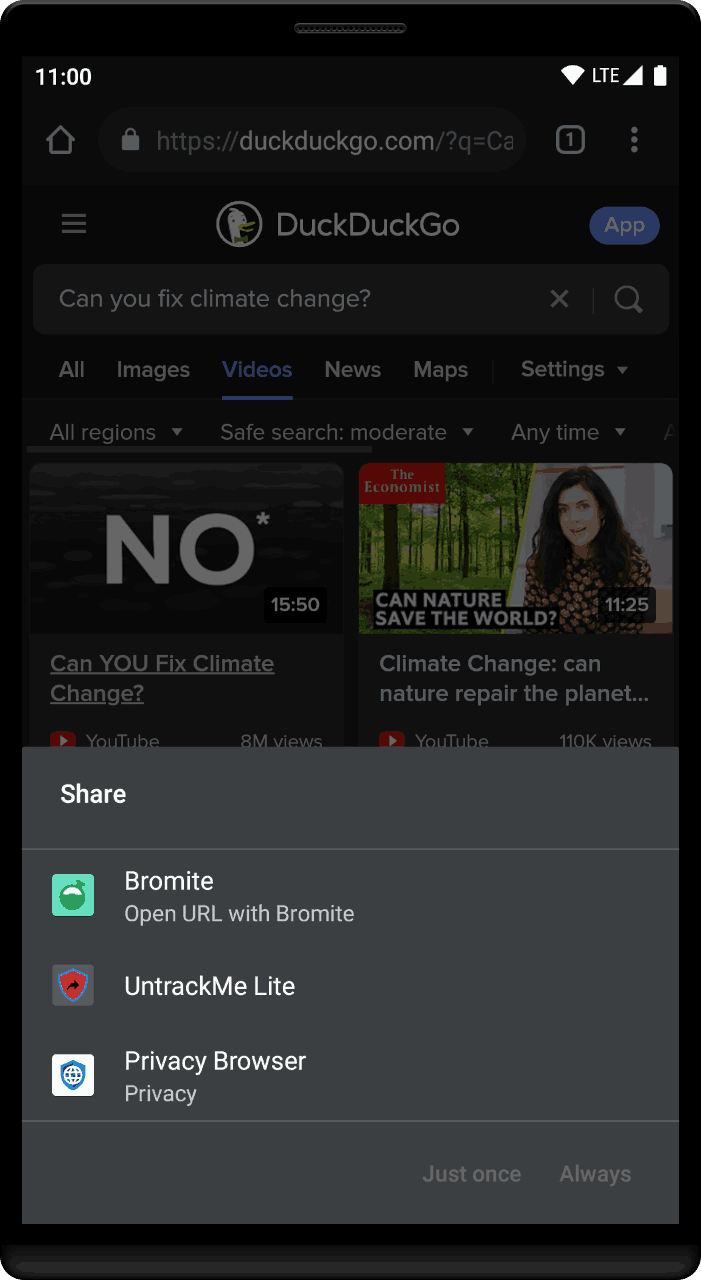 11:00 LTE
https://duckduckgo.com/?q=Ca 1
DuckDuckGo App
Can you fix climate change?
All Images Videos News Maps Settings
All regions Safe search: moderate Any time
The
Economist
NO*
15:50
CAN NATURE
SAVE THE WORLD?
11:25
Can YOU Fix Climate
Change?
YouTube 8M views
Climate Change: can
nature repair the planet...
YouTube 110K views
Share
Bromite
Open URL with Bromite
UntrackMe Lite
Privacy Browser
Privacy
Just once Always